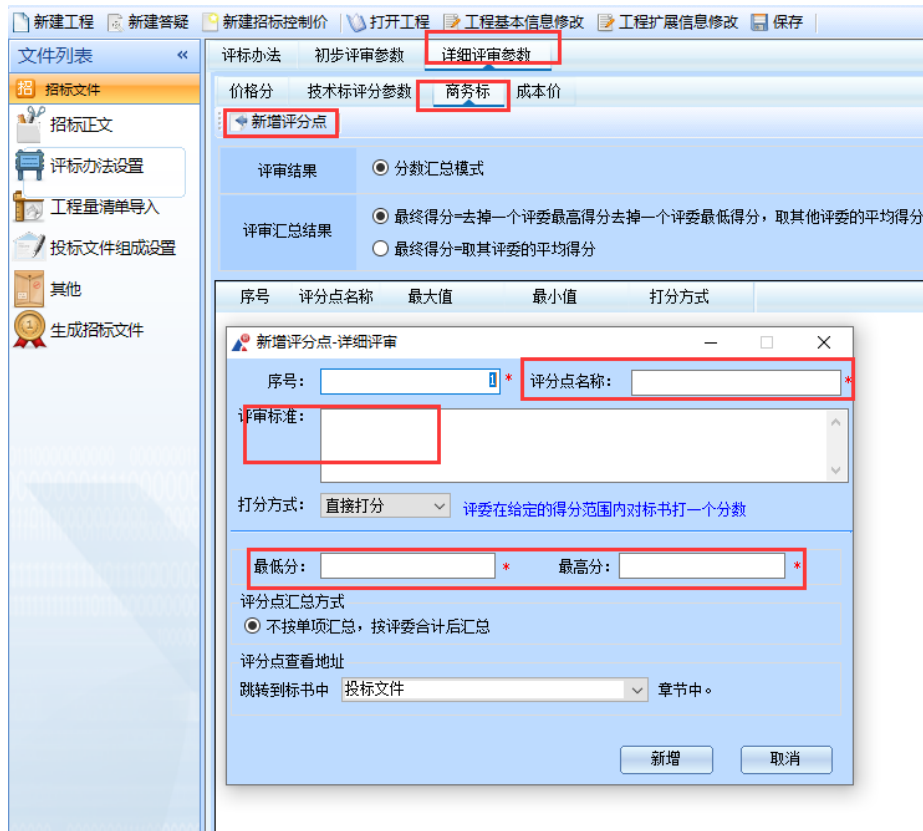 新建工程 新建答疑 新建招标控制价 打开工程 工程基本信息修改 工程扩展信息修改 保存
文件列表 «
招 招标文件
招标正文
评标办法设置
工程量清单导入
投标文件组成设置
其他
生成招标文件
评标办法 初步评审参数 详细评审参数
价格分 技术标评分参数 商务标 成本价
新增评分点
评审结果 分数汇总模式
评审汇总结果 最终得分=去掉一个评委最高得分去掉一个评委最低得分，取其他评委的平均得分
最终得分=取其评委的平均得分
序号 评分点名称 最大值 最小值 打分方式
新增评分点-详细评审
序号： 1 * 评分点名称： *
评审标准：
打分方式： 直接打分 评委在给定的得分范围内对标书打一个分数
最低分： * 最高分： *
评分点汇总方式
不按单项汇总，按评委合计后汇总
评分点查看地址
跳转到标书中 投标文件 章节中。
新增 取消